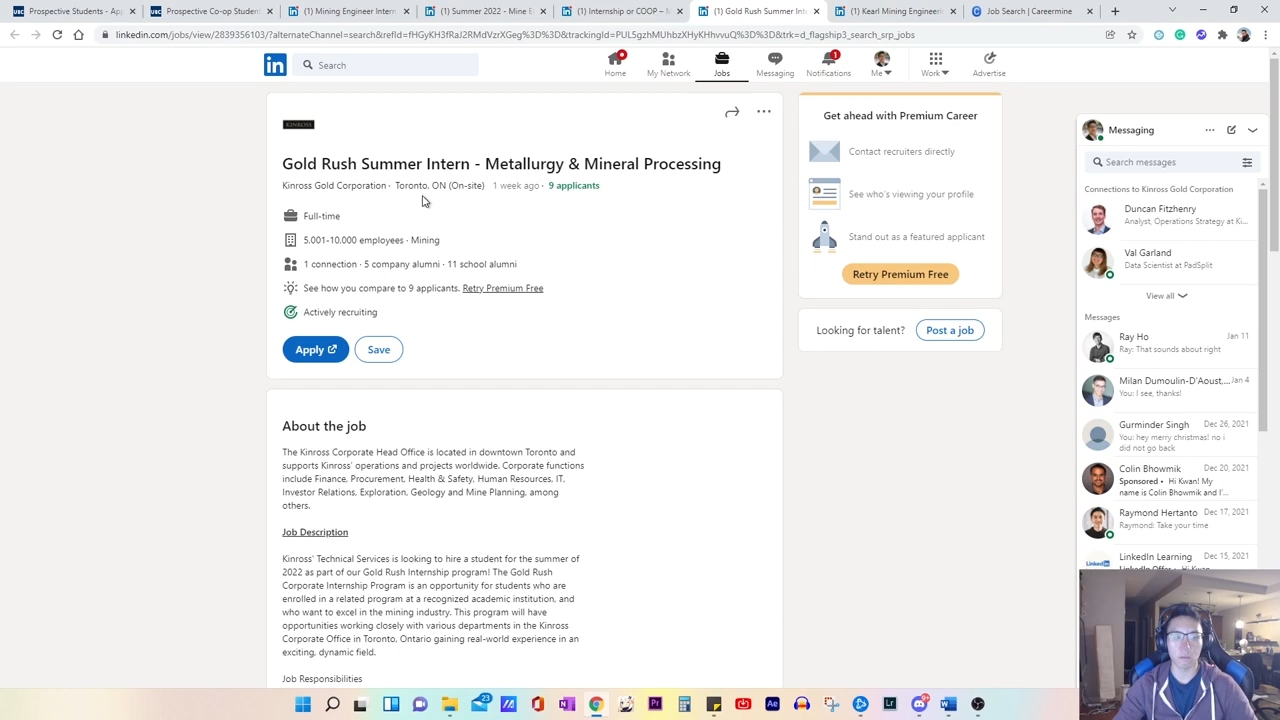 Prospective Students - App
Prospective Co-op Student
(1) Mining Engineer Intern
(1) Summer 2022 - Mine E
(1) Internship or COOP – M
(1) Gold Rush Summer Inte
(1) Kearl Mining Engineerin
Job Search | Careermine
linkedin.com/jobs/view/2839356103/?alternateChannel=search&refId=fHGyKH3fRaJ2RMdVzrXGeg%3D%3D&trackingId=PUL5gzhMUhbzXHyKHhvvuQ%3D%3D&trk=d_flagship3_search_srp_jobs
in
Search
Home
My Network
Jobs
Messaging
1
Notifications
Me
Work
Advertise
KINROSS
Gold Rush Summer Intern - Metallurgy & Mineral Processing
Kinross Gold Corporation · Toronto, ON (On-site) 1 week ago · 9 applicants
Full-time
5,001-10,000 employees · Mining
1 connection · 5 company alumni · 11 school alumni
See how you compare to 9 applicants. Retry Premium Free
Actively recruiting
Apply
Save
About the job
The Kinross Corporate Head Office is located in downtown Toronto and
supports Kinross' operations and projects worldwide. Corporate functions
include Finance, Procurement, Health & Safety, Human Resources, IT,
Investor Relations, Exploration, Geology and Mine Planning, among
others.
Job Description
Kinross' Technical Services is looking to hire a student for the summer of
2022 as part of our Gold Rush Internship program! The Gold Rush
Corporate Internship Program is an opportunity for students who are
enrolled in a related program at a recognized academic institution, and
who want to excel in the mining industry. This program will have
opportunities working closely with various departments in the Kinross
Corporate Office in Toronto, Ontario gaining real-world experience in an
exciting, dynamic field.
Job Responsibilities
Get ahead with Premium Career
Contact recruiters directly
See who's viewing your profile
Stand out as a featured applicant
Retry Premium Free
Looking for talent?
Post a job
Messaging
Search messages
Connections to Kinross Gold Corporation
Duncan Fitzhenry
Analyst, Operations Strategy at Ki...
Val Garland
Data Scientist at PadSplit
View all
Messages
Ray Ho
Jan 11
Ray: That sounds about right
Milan Dumoulin-D'Aoust,...
Jan 4
You: I see, thanks!
Gurminder Singh
Dec 26, 2021
You: hey merry christmas! no i
did not go back
Colin Bhowmik
Dec 20, 2021
Sponsored • Hi Kwan! My
name is Colin Bhowmik and I'...
Raymond Hertanto
Dec 17, 2021
Raymond: Take your time
LinkedIn Learning
Dec 15, 2021
LinkedIn Offer • Hi Kwan
23